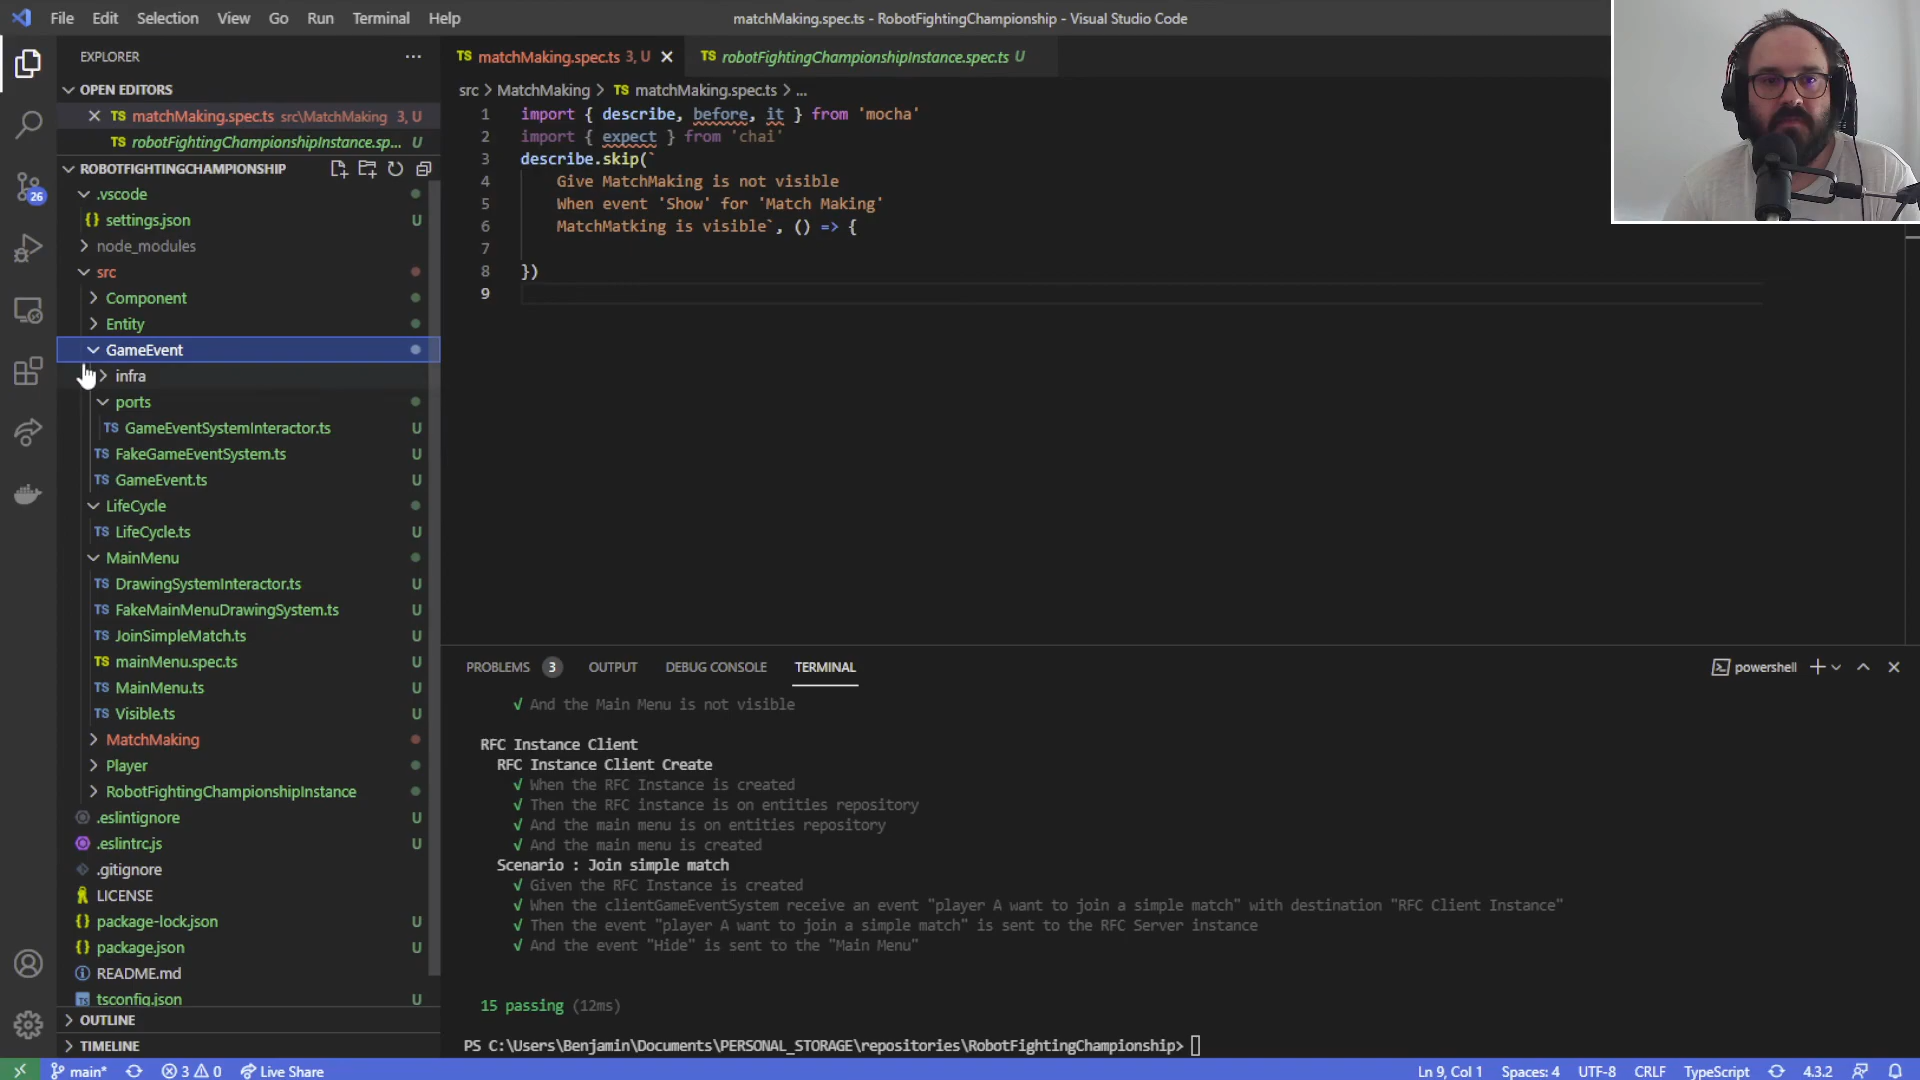 File Edit Selection View Go Run Terminal Help
matchMaking.spec.ts - RobotFightingChampionship - Visual Studio Code
EXPLORER
OPEN EDITORS
matchMaking.spec.ts src\MatchMaking 3, U
robotFightingChampionshipInstance.sp... U
ROBOTFIGHTINGCHAMPIONSHIP
.vscode
settings.json U
node_modules
src
Component
Entity
GameEvent
infra
ports
GameEventSystemInteractor.ts U
FakeGameEventSystem.ts U
GameEvent.ts U
LifeCycle
LifeCycle.ts U
MainMenu
DrawingSystemInteractor.ts U
FakeMainMenuDrawingSystem.ts U
JoinSimpleMatch.ts U
mainMenu.spec.ts U
MainMenu.ts U
Visible.ts U
MatchMaking
Player
RobotFightingChampionshipInstance
.eslintignore U
.eslintrc.js U
.gitignore
LICENSE
package-lock.json U
package.json U
README.md
tsconfig.json U
OUTLINE
TIMELINE
26
matchMaking.spec.ts 3, U
robotFightingChampionshipInstance.spec.ts U
src > MatchMaking > TS matchMaking.spec.ts > ...
1 import { describe, before, it } from 'mocha'
2 import { expect } from 'chai'
3 describe.skip(`
4 Give MatchMaking is not visible
5 When event 'Show' for 'Match Making'
6 MatchMatking is visible`, () => {
7
8 })
9
PROBLEMS 3 OUTPUT DEBUG CONSOLE TERMINAL
powershell
√ And the Main Menu is not visible
RFC Instance Client
RFC Instance Client Create
√ When the RFC Instance is created
√ Then the RFC instance is on entities repository
√ And the main menu is on entities repository
√ And the main menu is created
Scenario : Join simple match
√ Given the RFC Instance is created
√ When the clientGameEventSystem receive an event "player A want to join a simple match" with destination "RFC Client Instance"
√ Then the event "player A want to join a simple match" is sent to the RFC Server instance
√ And the event "Hide" is sent to the "Main Menu"
15 passing (12ms)
PS C:\Users\Benjamin\Documents\PERSONAL_STORAGE\repositories\RobotFightingChampionship>
main* 3 0 Live Share
Ln 9, Col 1 Spaces: 4 UTF-8 CRLF TypeScript 4.3.2